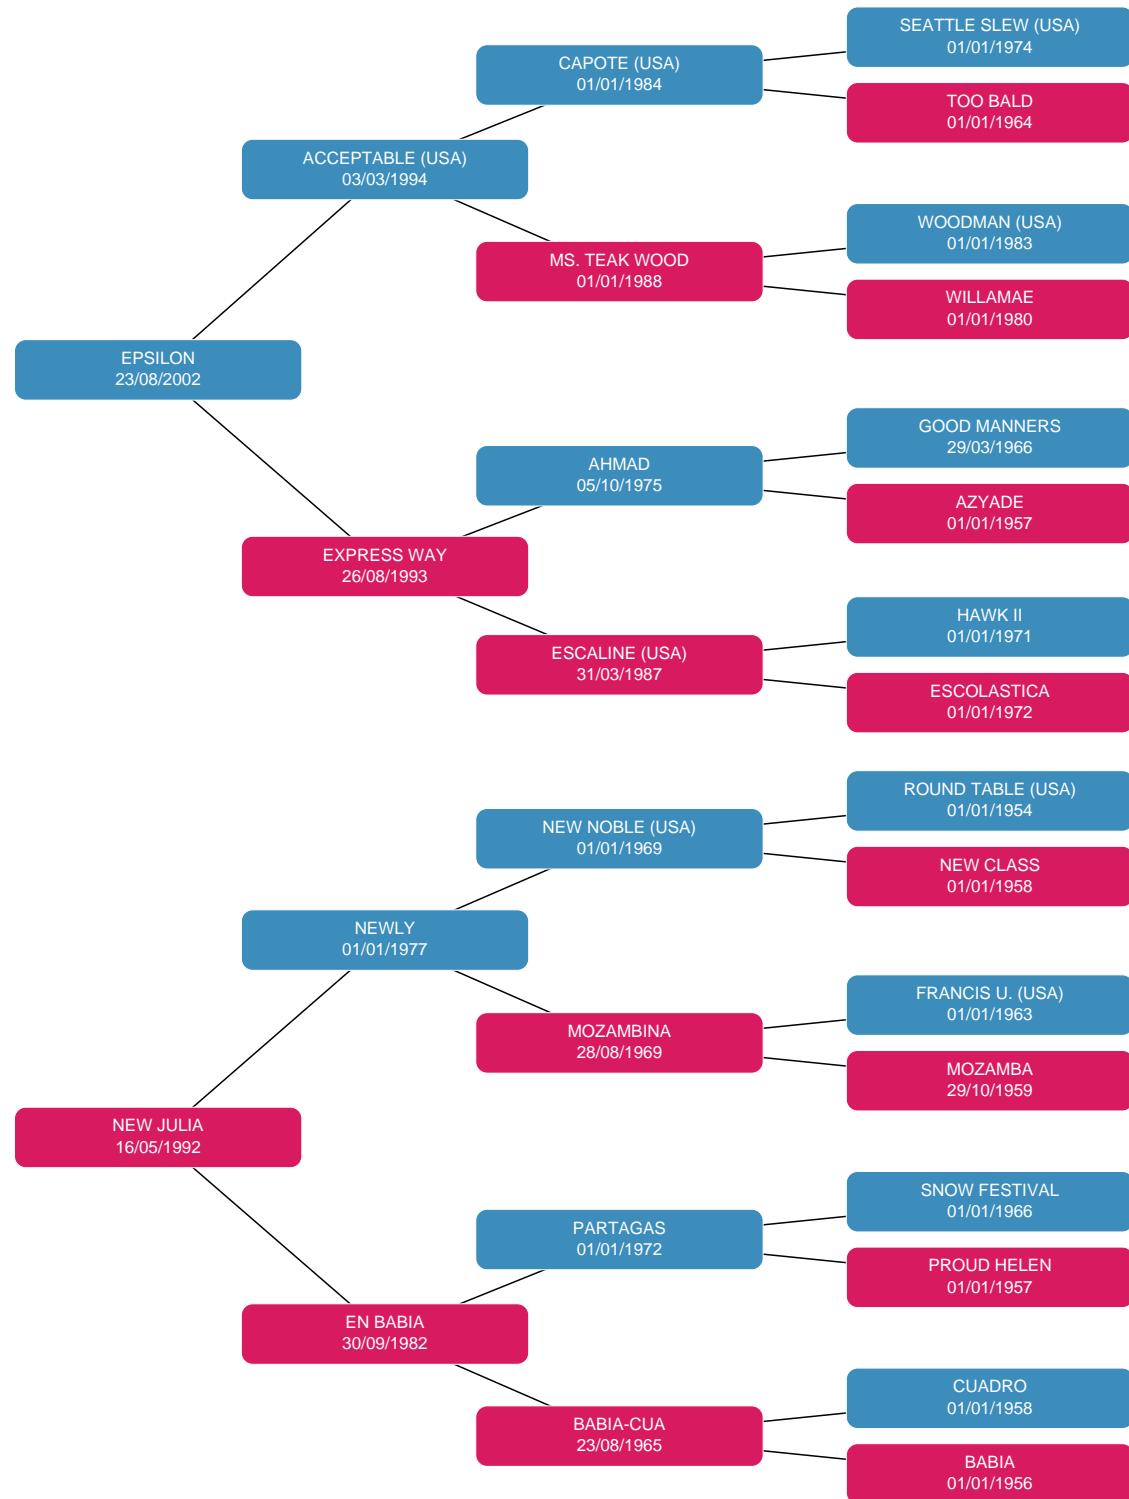 SEATTLE SLEW (USA)
01/01/1974
CAPOTE (USA)
01/01/1984
TOO BALD
01/01/1964
ACCEPTABLE (USA)
03/03/1994
WOODMAN (USA)
01/01/1983
MS. TEAK WOOD
01/01/1988
WILLAMAE
01/01/1980
EPSILON
23/08/2002
GOOD MANNERS
29/03/1966
AHMAD
05/10/1975
AZYADE
01/01/1957
EXPRESS WAY
26/08/1993
HAWK II
01/01/1971
ESCALINE (USA)
31/03/1987
ESCOLASTICA
01/01/1972
ROUND TABLE (USA)
01/01/1954
NEW NOBLE (USA)
01/01/1969
NEW CLASS
01/01/1958
NEWLY
01/01/1977
FRANCIS U. (USA)
01/01/1963
MOZAMBINA
28/08/1969
MOZAMBA
29/10/1959
NEW JULIA
16/05/1992
SNOW FESTIVAL
01/01/1966
PARTAGAS
01/01/1972
PROUD HELEN
01/01/1957
EN BABIA
30/09/1982
CUADRO
01/01/1958
BABIA-CUA
23/08/1965
BABIA
01/01/1956